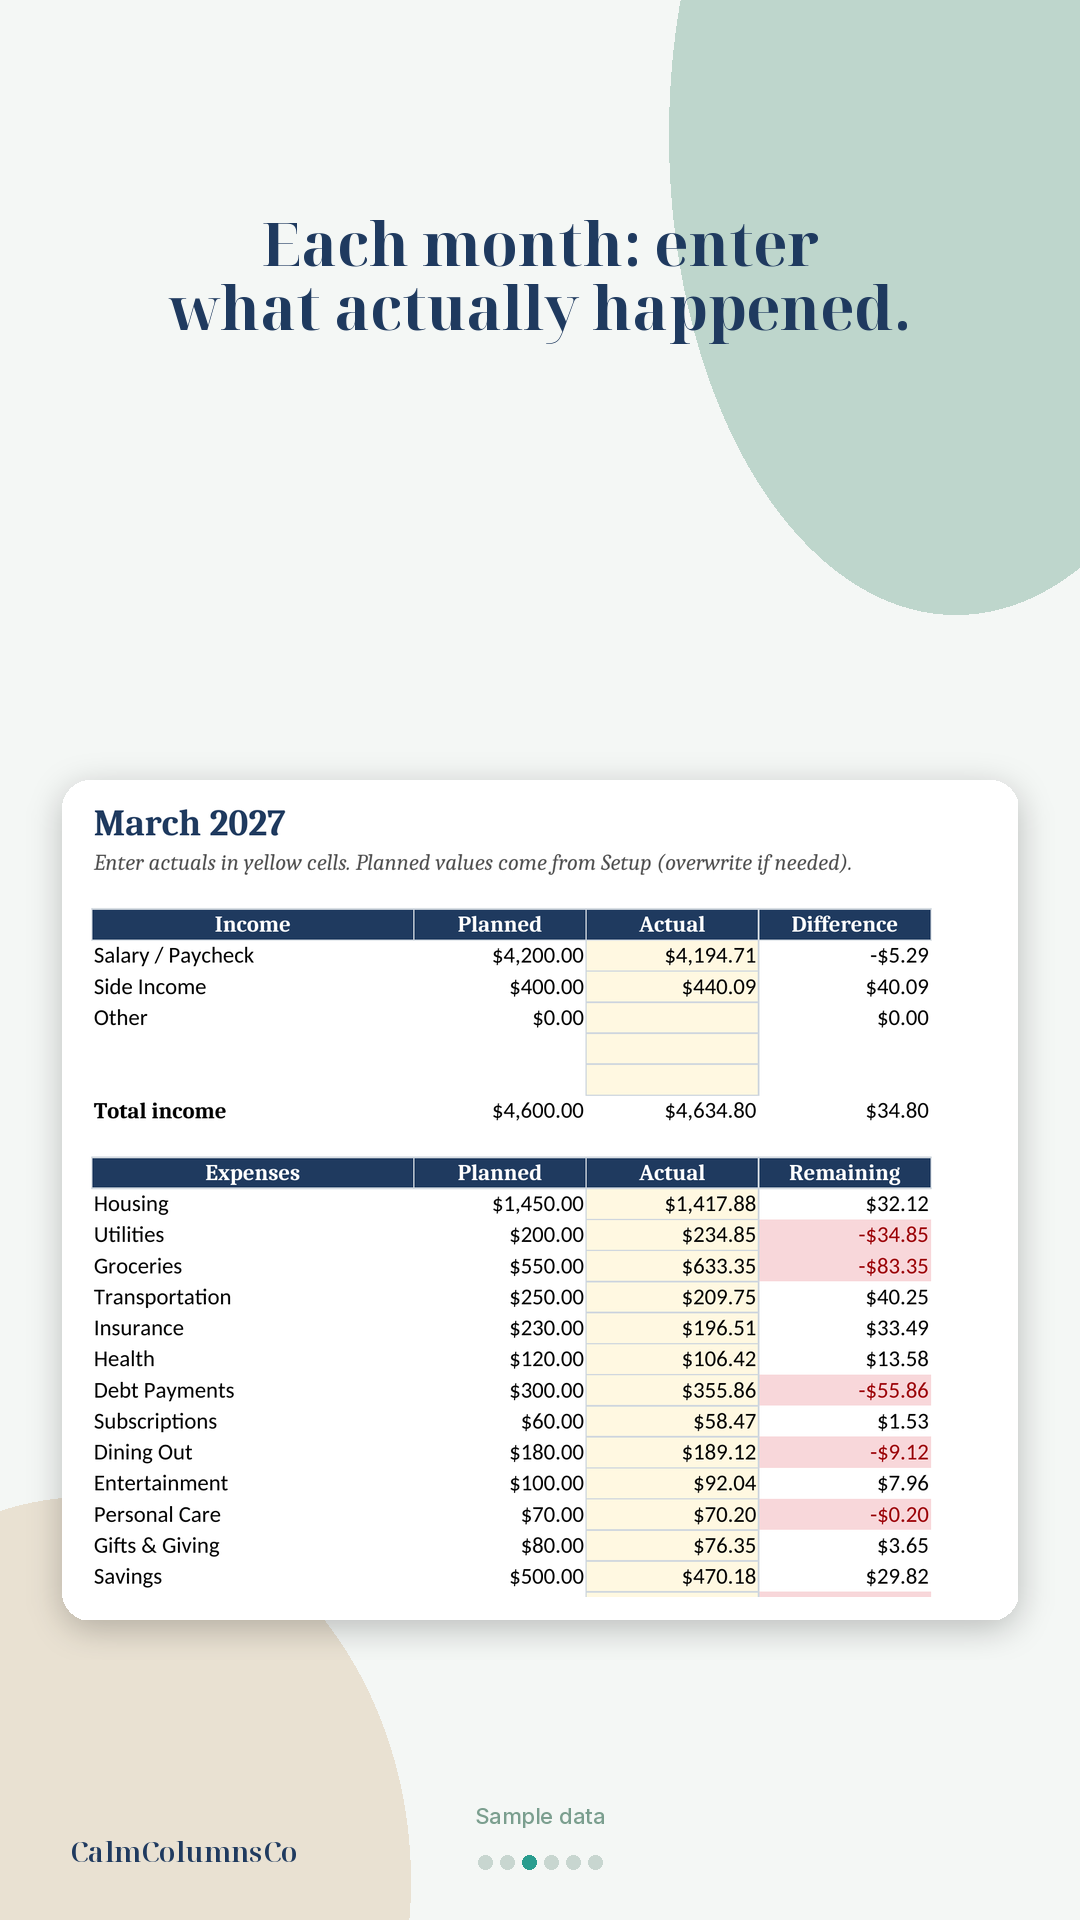 Each month: enter
what actually happened.
March 2027
Enter actuals in yellow cells. Planned values come from Setup (overwrite if needed).
Income Planned Actual Difference
Salary / Paycheck $4,200.00 $4,194.71 -$5.29
Side Income $400.00 $440.09 $40.09
Other $0.00 $0.00
Total income $4,600.00 $4,634.80 $34.80
Expenses Planned Actual Remaining
Housing $1,450.00 $1,417.88 $32.12
Utilities $200.00 $234.85 -$34.85
Groceries $550.00 $633.35 -$83.35
Transportation $250.00 $209.75 $40.25
Insurance $230.00 $196.51 $33.49
Health $120.00 $106.42 $13.58
Debt Payments $300.00 $355.86 -$55.86
Subscriptions $60.00 $58.47 $1.53
Dining Out $180.00 $189.12 -$9.12
Entertainment $100.00 $92.04 $7.96
Personal Care $70.00 $70.20 -$0.20
Gifts & Giving $80.00 $76.35 $3.65
Savings $500.00 $470.18 $29.82
Sample data
CalmColumnsCo